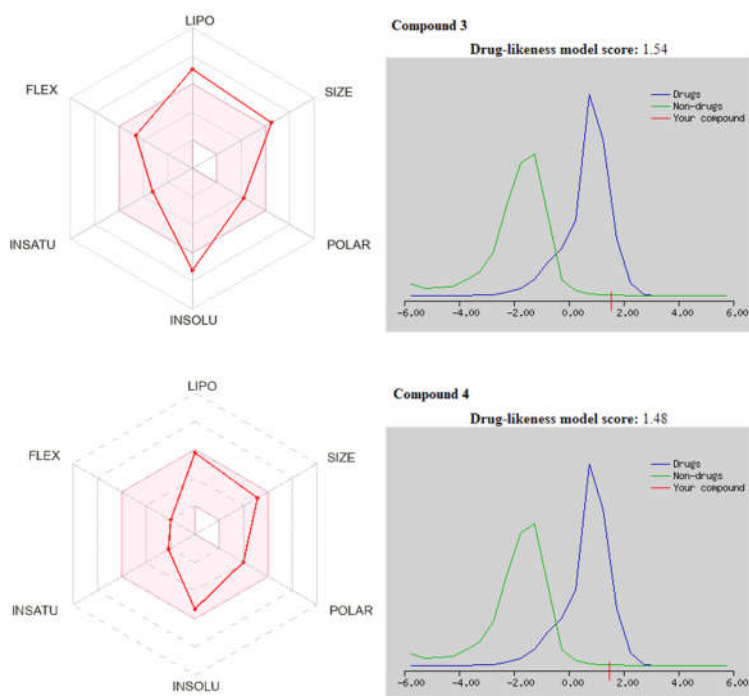 LIPO
FLEX
SIZE
INSATU
POLAR
INSOLU
Compound 3
Drug-likeness model score: 1.54
Drugs
Non-drugs
Your compound
-6.00 -4.00 -2.00 0.00 2.00 4.00 6.00
LIPO
FLEX
SIZE
INSATU
POLAR
INSOLU
Compound 4
Drug-likeness model score: 1.48
Drugs
Non-drugs
Your compound
-6.00 -4.00 -2.00 0.00 2.00 4.00 6.00